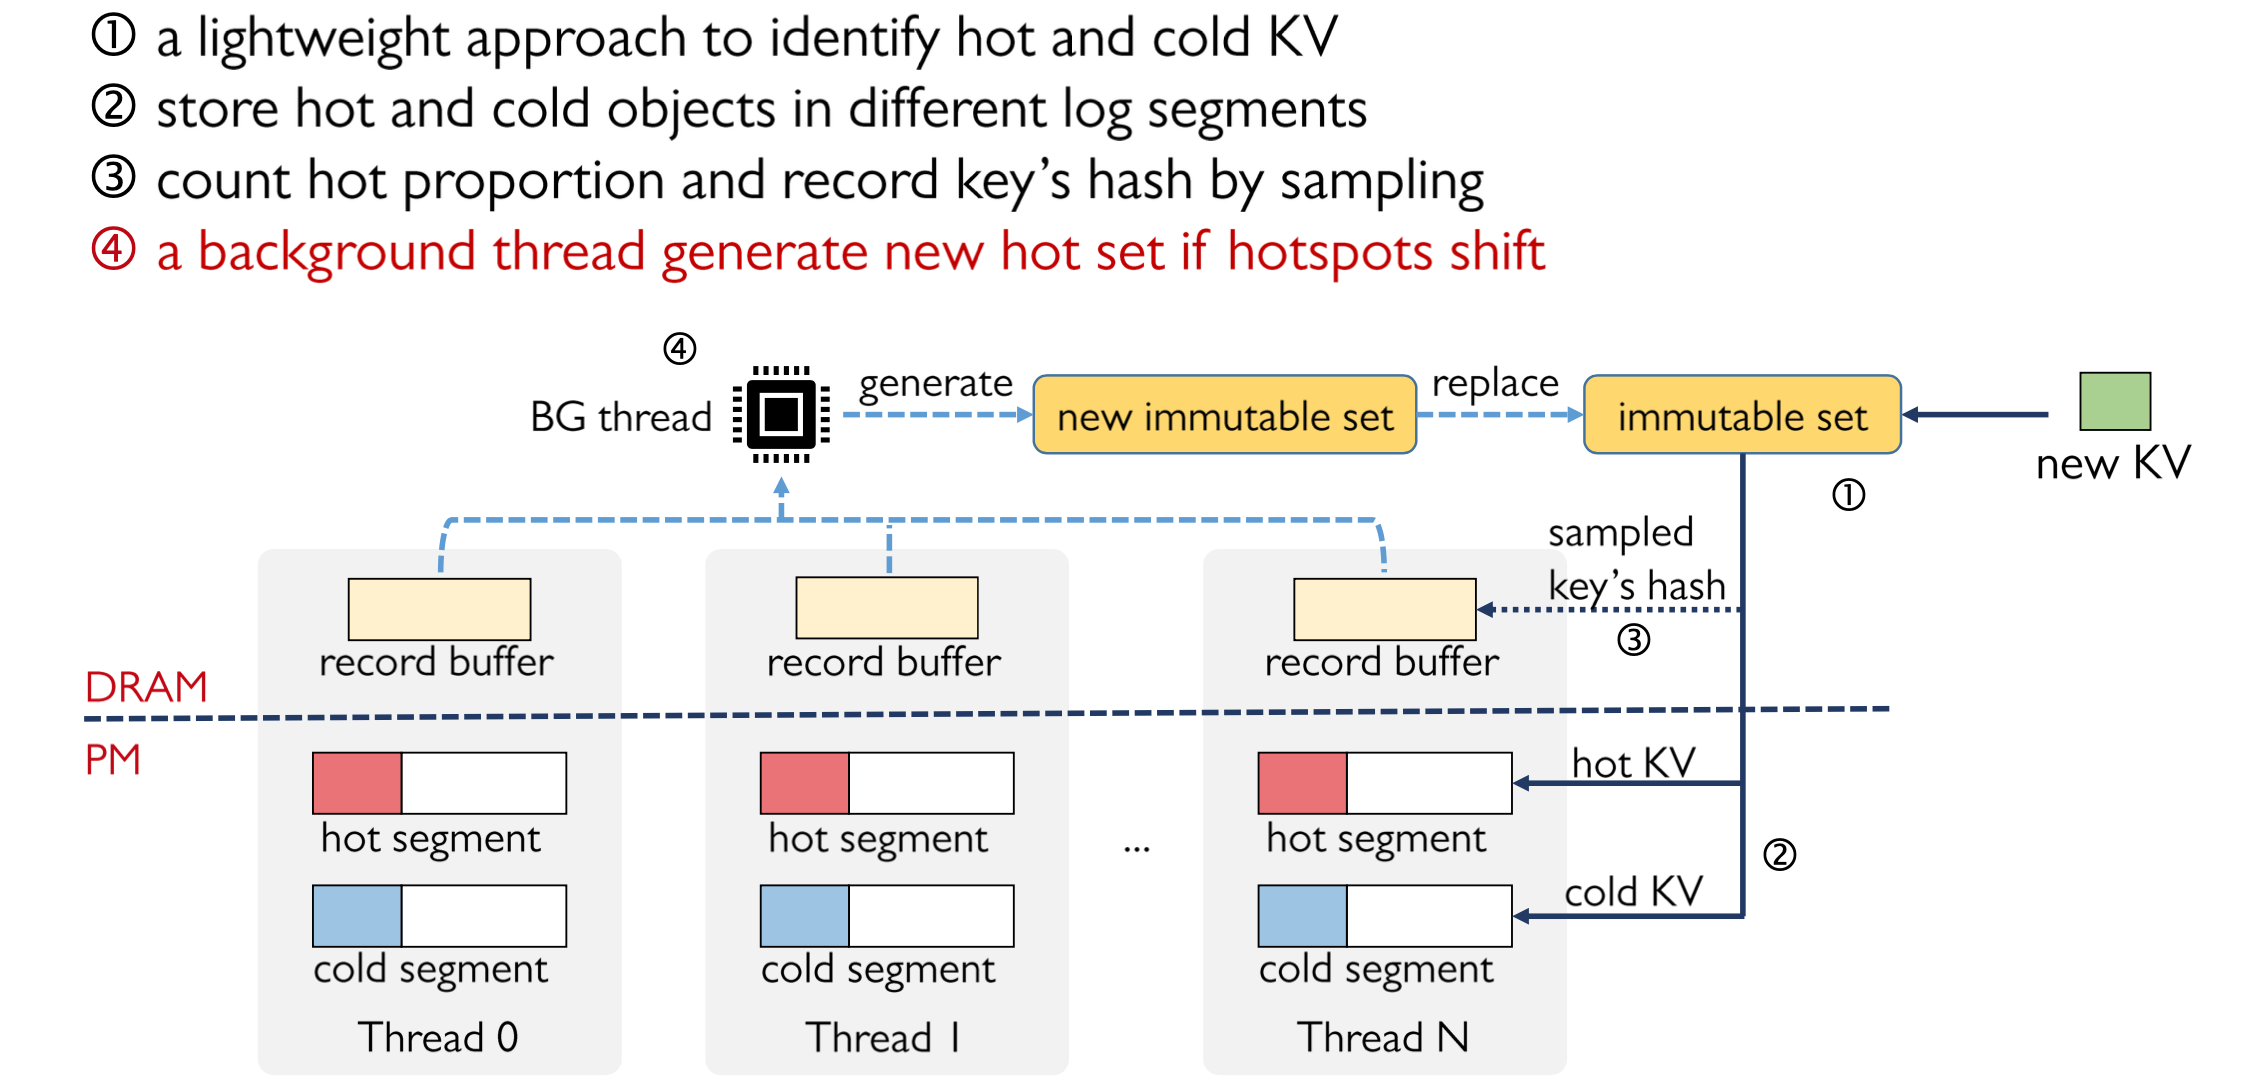 ① a lightweight approach to identify hot and cold KV
② store hot and cold objects in different log segments
③ count hot proportion and record key’s hash by sampling
④ a background thread generate new hot set if hotspots shift
④
BG thread
generate
new immutable set
replace
immutable set
new KV
①
sampled
key’s hash
③
record buffer
record buffer
record buffer
DRAM
PM
hot KV
hot segment
hot segment
...
hot segment
②
cold KV
cold segment
cold segment
cold segment
Thread 0
Thread 1
Thread N